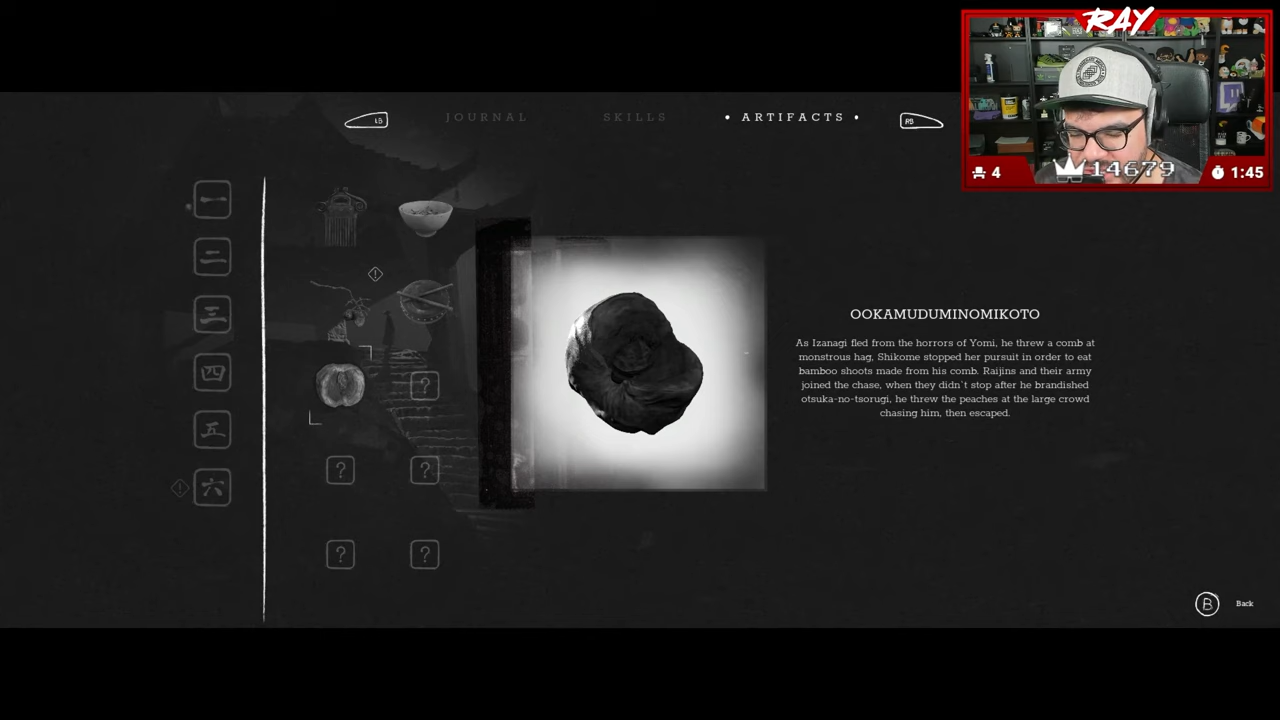 RAY
4
14679
1:45
LB
JOURNAL
SKILLS
• ARTIFACTS •
RB
一
二
三
四
五
六
!
!
?
?
?
?
?
OOKAMUDUMINOMIKOTO
As Izanagi fled from the horrors of Yomi, he threw a comb at
monstrous hag, Shikome stopped her pursuit in order to eat
bamboo shoots made from his comb. Raijins and their army
joined the chase, when they didn't stop after he brandished
otsuka-no-tsorugi, he threw the peaches at the large crowd
chasing him, then escaped.
B
Back